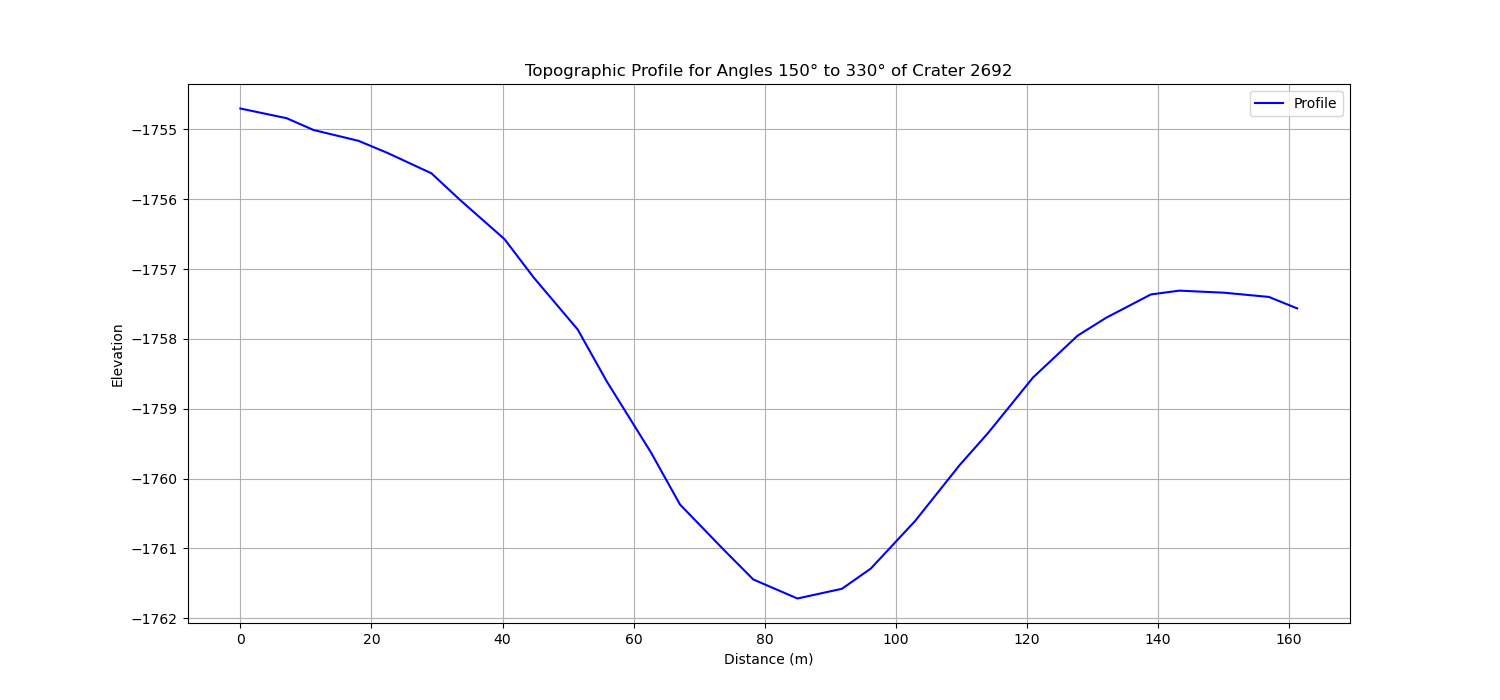 Topographic Profile for Angles 150° to 330° of Crater 2692
Profile
−1755
−1756
−1757
−1758
−1759
−1760
−1761
−1762
Elevation
0 20 40 60 80 100 120 140 160
Distance (m)